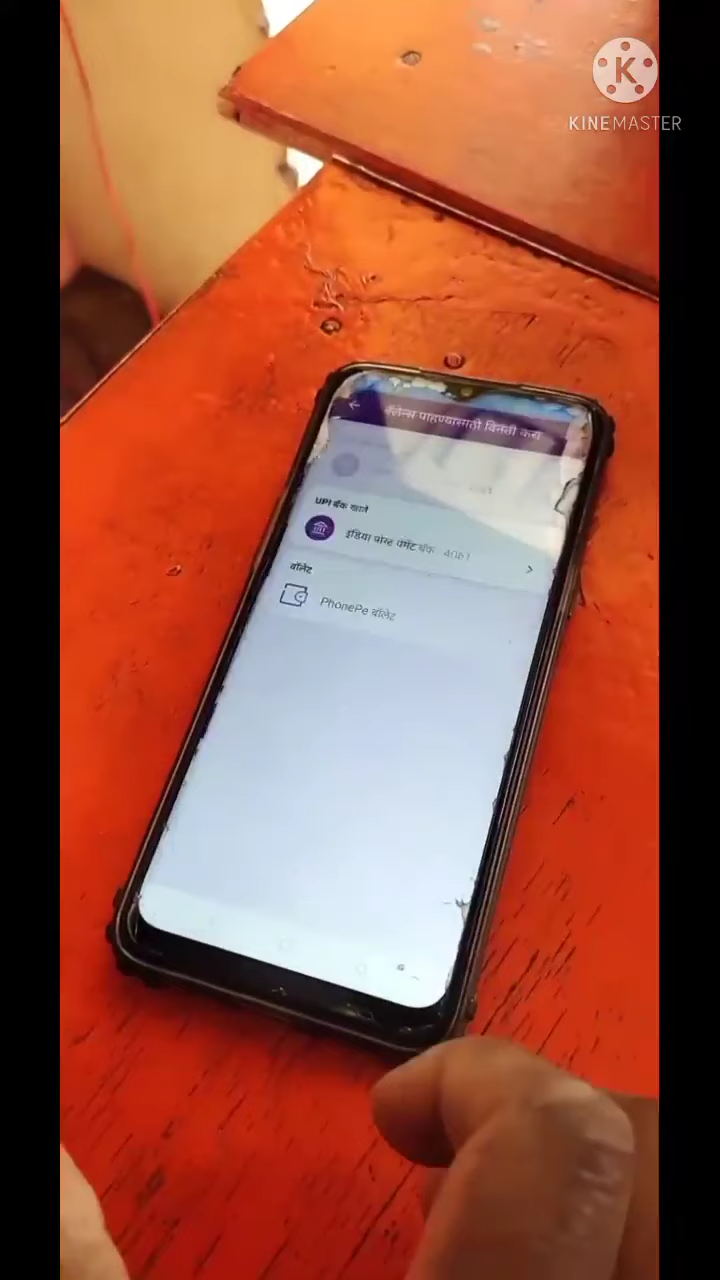 KINEMASTER
बॅलेन्स पाहण्यासाठी विनंती करा
UPI बँक खाते
इंडिया पोस्ट पेमेंट बँक
वॉलेट
PhonePe वॉलेट